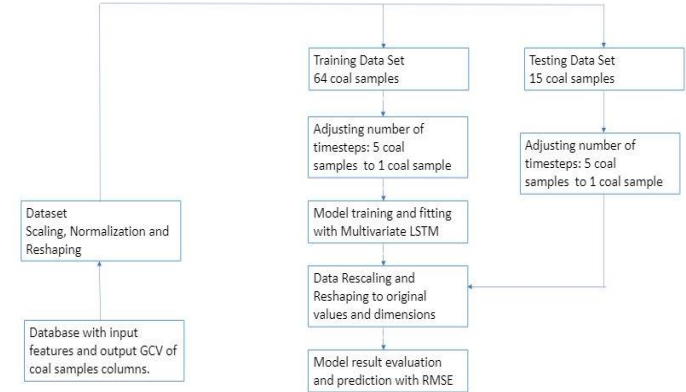 Training Data Set
64 coal samples
Testing Data Set
15 coal samples
Adjusting number of
timesteps: 5 coal
samples to 1 coal sample
Adjusting number of
timesteps: 5 coal
samples to 1 coal sample
Dataset
Scaling, Normalization and
Reshaping
Model training and fitting
with Multivariate LSTM
Data Rescaling and
Reshaping to original
values and dimensions
Database with input
features and output GCV of
coal samples columns.
Model result evaluation
and prediction with RMSE